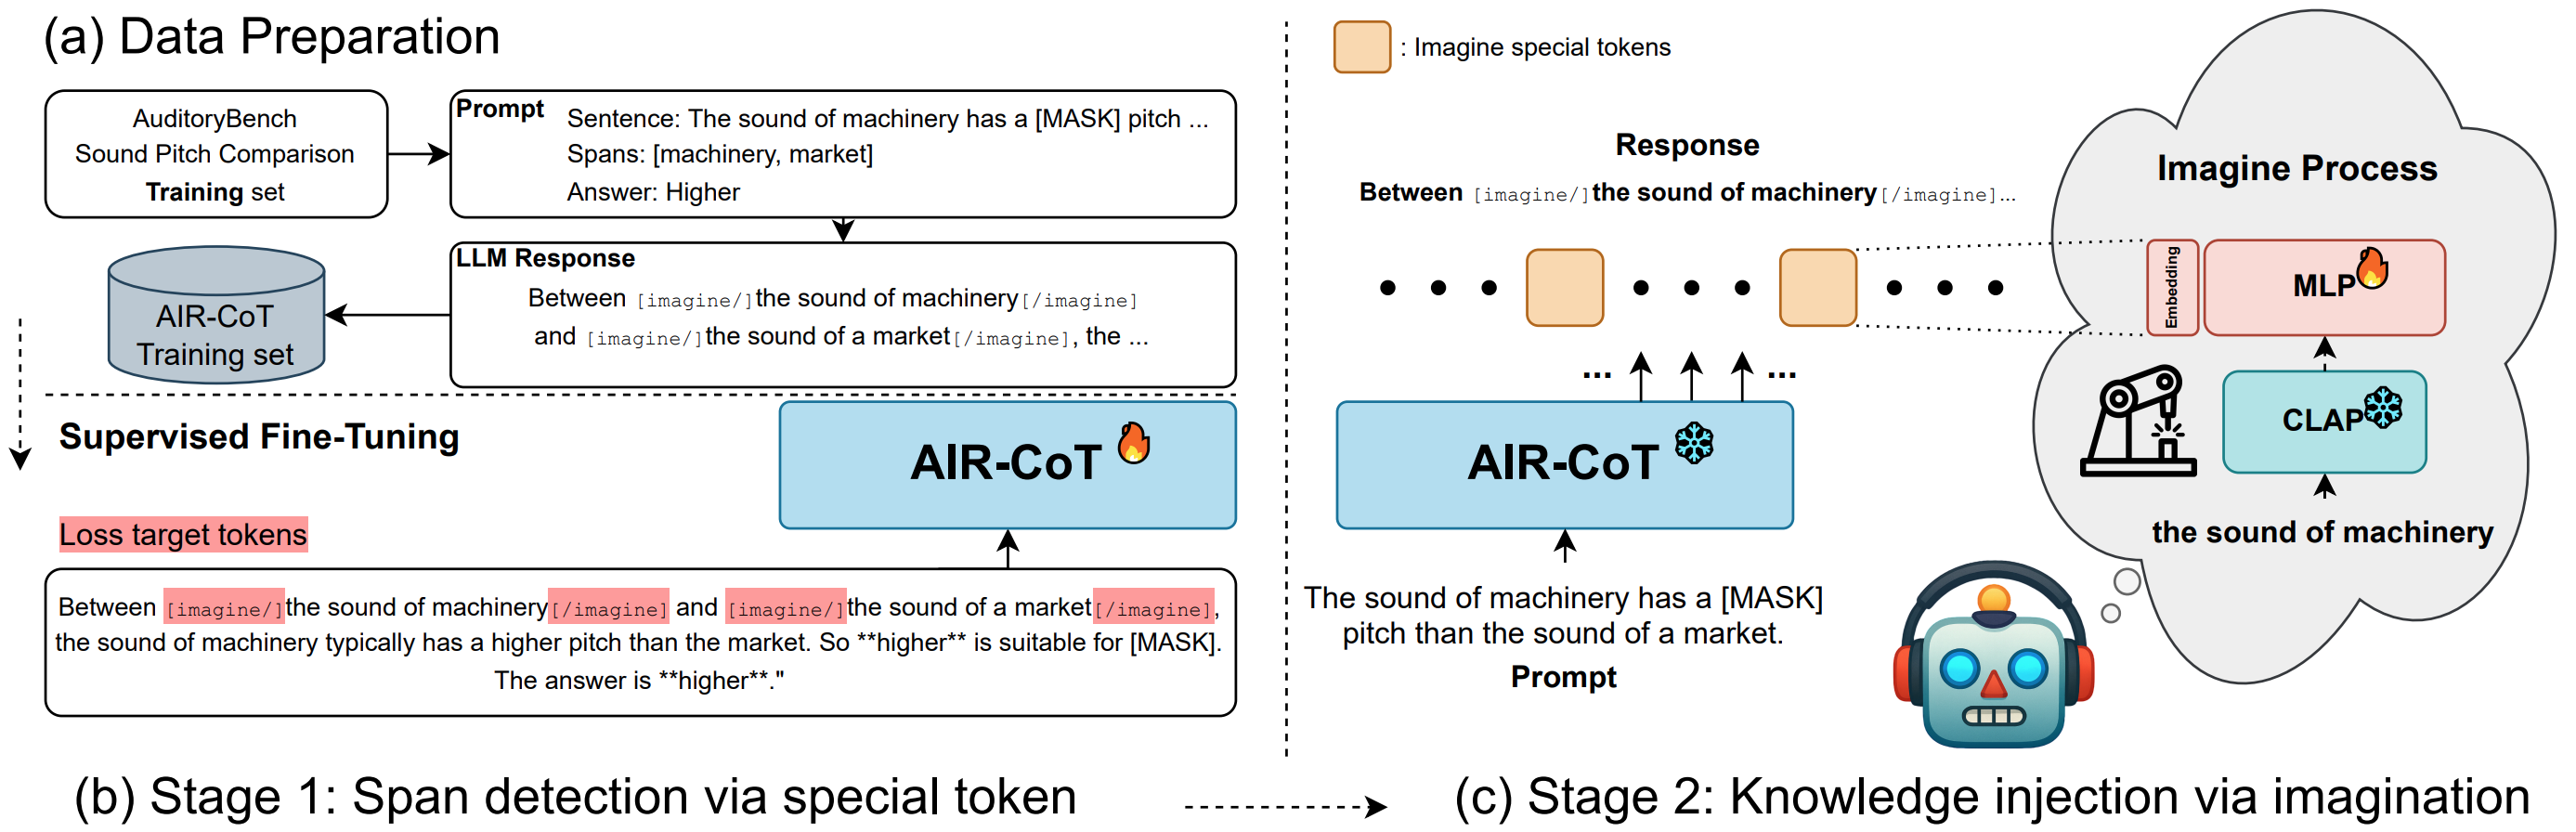 (a) Data Preparation
AuditoryBench
Sound Pitch Comparison
Training set
Prompt
Sentence: The sound of machinery has a [MASK] pitch ...
Spans: [machinery, market]
Answer: Higher
LLM Response
Between [imagine/]the sound of machinery[/imagine]
and [imagine/]the sound of a market[/imagine], the ...
AIR-CoT
Training set
Supervised Fine-Tuning
AIR-CoT
Loss target tokens
Between [imagine/]the sound of machinery[/imagine] and [imagine/]the sound of a market[/imagine],
the sound of machinery typically has a higher pitch than the market. So **higher** is suitable for [MASK].
The answer is **higher**."
(b) Stage 1: Span detection via special token
: Imagine special tokens
Response
Between [imagine/]the sound of machinery[/imagine]...
... ...
AIR-CoT
The sound of machinery has a [MASK]
pitch than the sound of a market.
Prompt
Imagine Process
Embedding
MLP
CLAP
the sound of machinery
(c) Stage 2: Knowledge injection via imagination